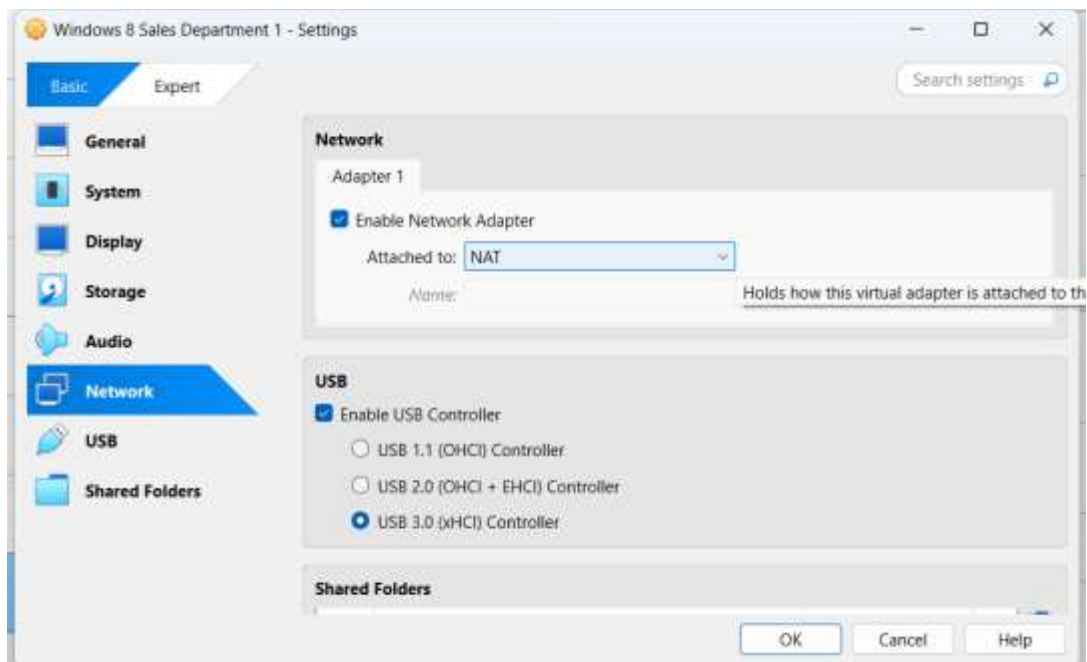 Windows 8 Sales Department 1 - Settings
Basic
Expert
Search settings
General
System
Display
Storage
Audio
Network
USB
Shared Folders
Network
Adapter 1
Enable Network Adapter
Attached to: NAT
Name:
Holds how this virtual adapter is attached to th
USB
Enable USB Controller
USB 1.1 (OHCI) Controller
USB 2.0 (OHCI + EHCI) Controller
USB 3.0 (xHCI) Controller
Shared Folders
OK
Cancel
Help